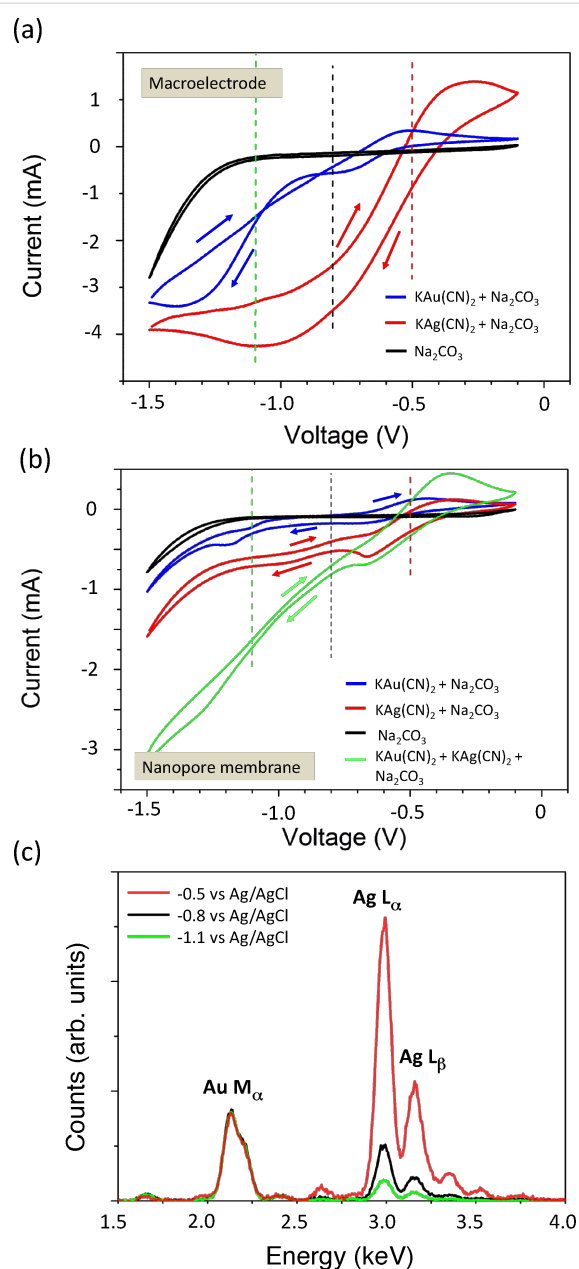 (a)
Macroelectrode
1
0
-1
-2
-3
-4
Current (mA)
KAu(CN)₂ + Na₂CO₃
KAg(CN)₂ + Na₂CO₃
Na₂CO₃
-1.5
-1.0
-0.5
0
Voltage (V)
(b)
0
-1
-2
-3
Current (mA)
KAu(CN)₂ + Na₂CO₃
KAg(CN)₂ + Na₂CO₃
Na₂CO₃
KAu(CN)₂ + KAg(CN)₂ +
Na₂CO₃
Nanopore membrane
-1.5
-1.0
-0.5
0
Voltage (V)
(c)
-0.5 vs Ag/AgCl
-0.8 vs Ag/AgCl
-1.1 vs Ag/AgCl
Ag Lα
Ag Lβ
Au Mα
Counts (arb. units)
1.5
2.0
2.5
3.0
3.5
4.0
Energy (keV)